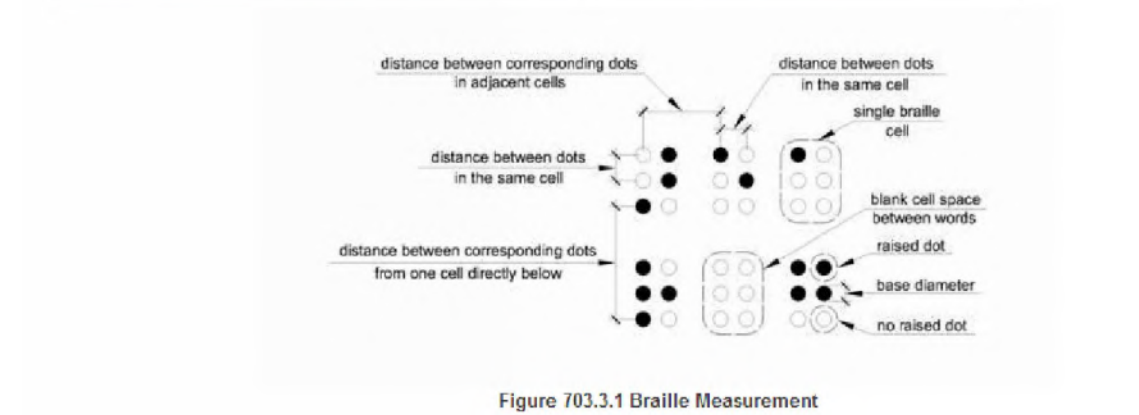 distance between corresponding dots
in adjacent cells
distance between dots
in the same cell
single braille
cell
distance between dots
in the same cell
blank cell space
between words
distance between corresponding dots
from one cell directly below
raised dot
base diameter
no raised dot
Figure 703.3.1 Braille Measurement